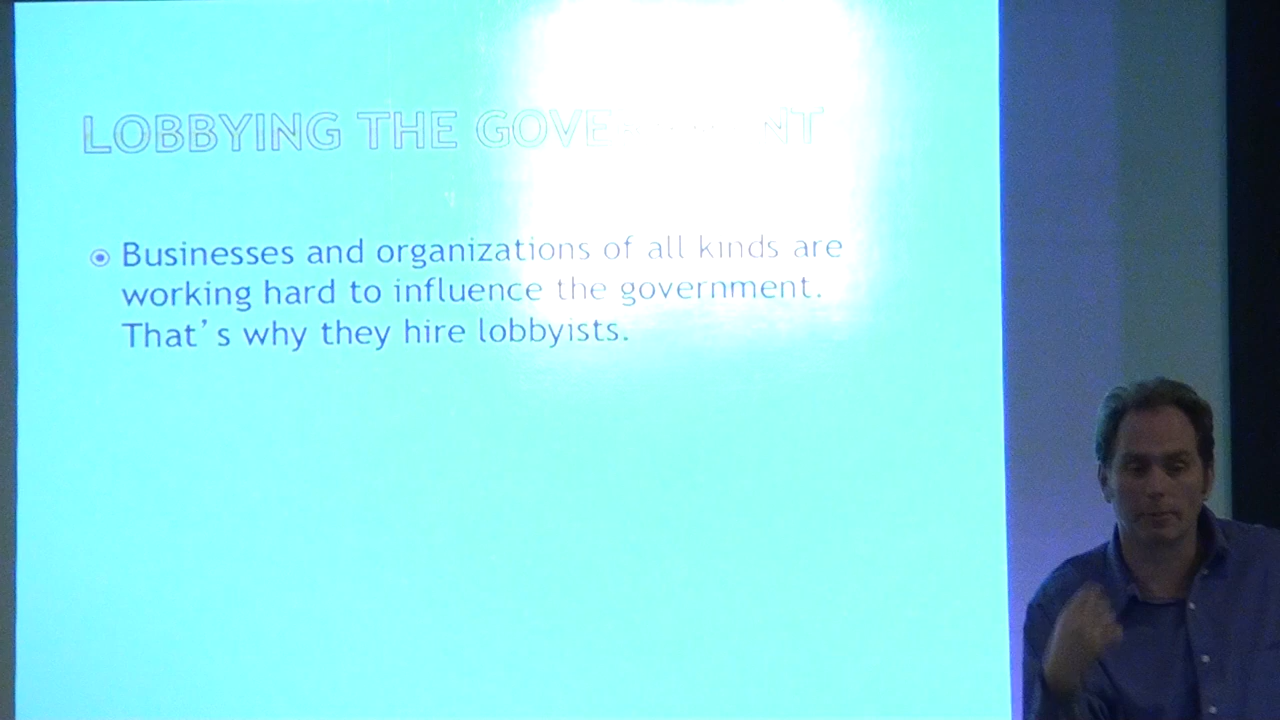 LOBBYING THE GOVERNMENT
Businesses and organizations of all kinds are
working hard to influence the government.
That's why they hire lobbyists.